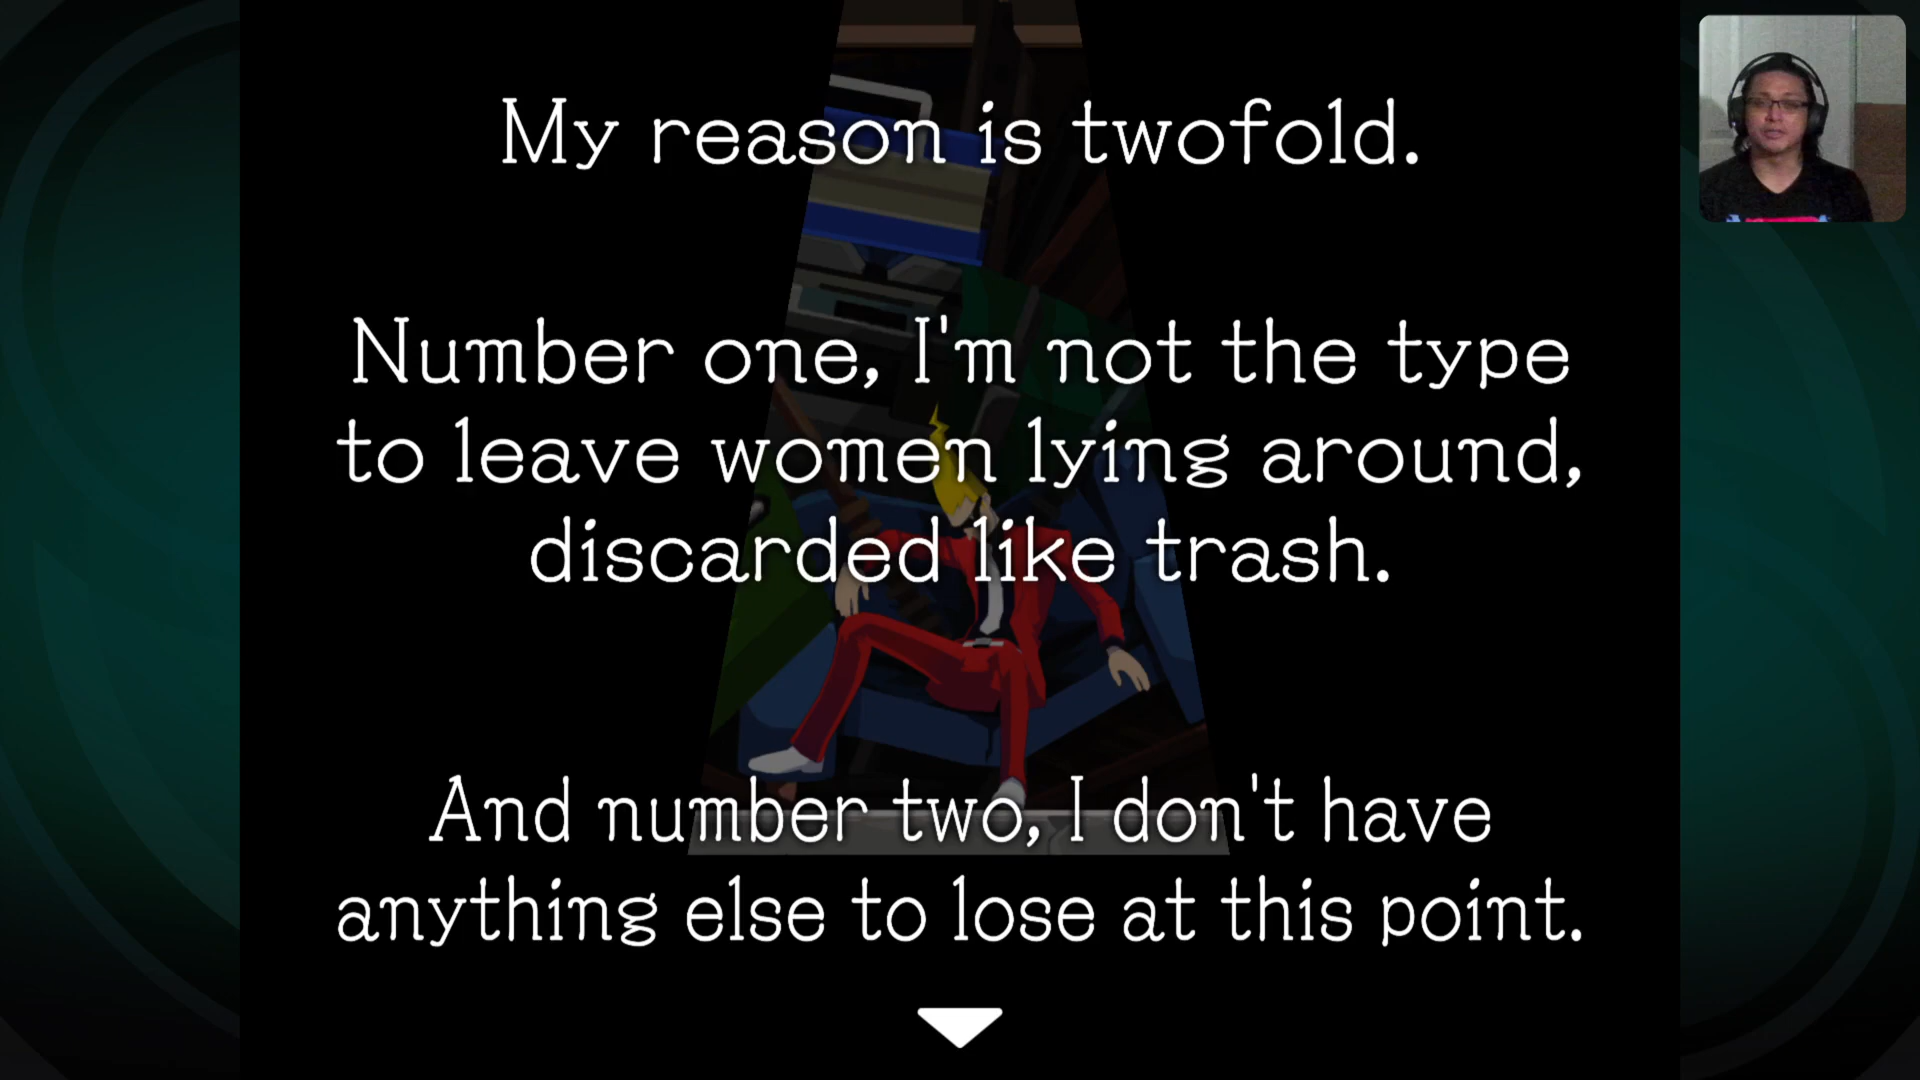 My reason is twofold.
Number one, I'm not the type
to leave women lying around,
discarded like trash.
And number two, I don't have
anything else to lose at this point.